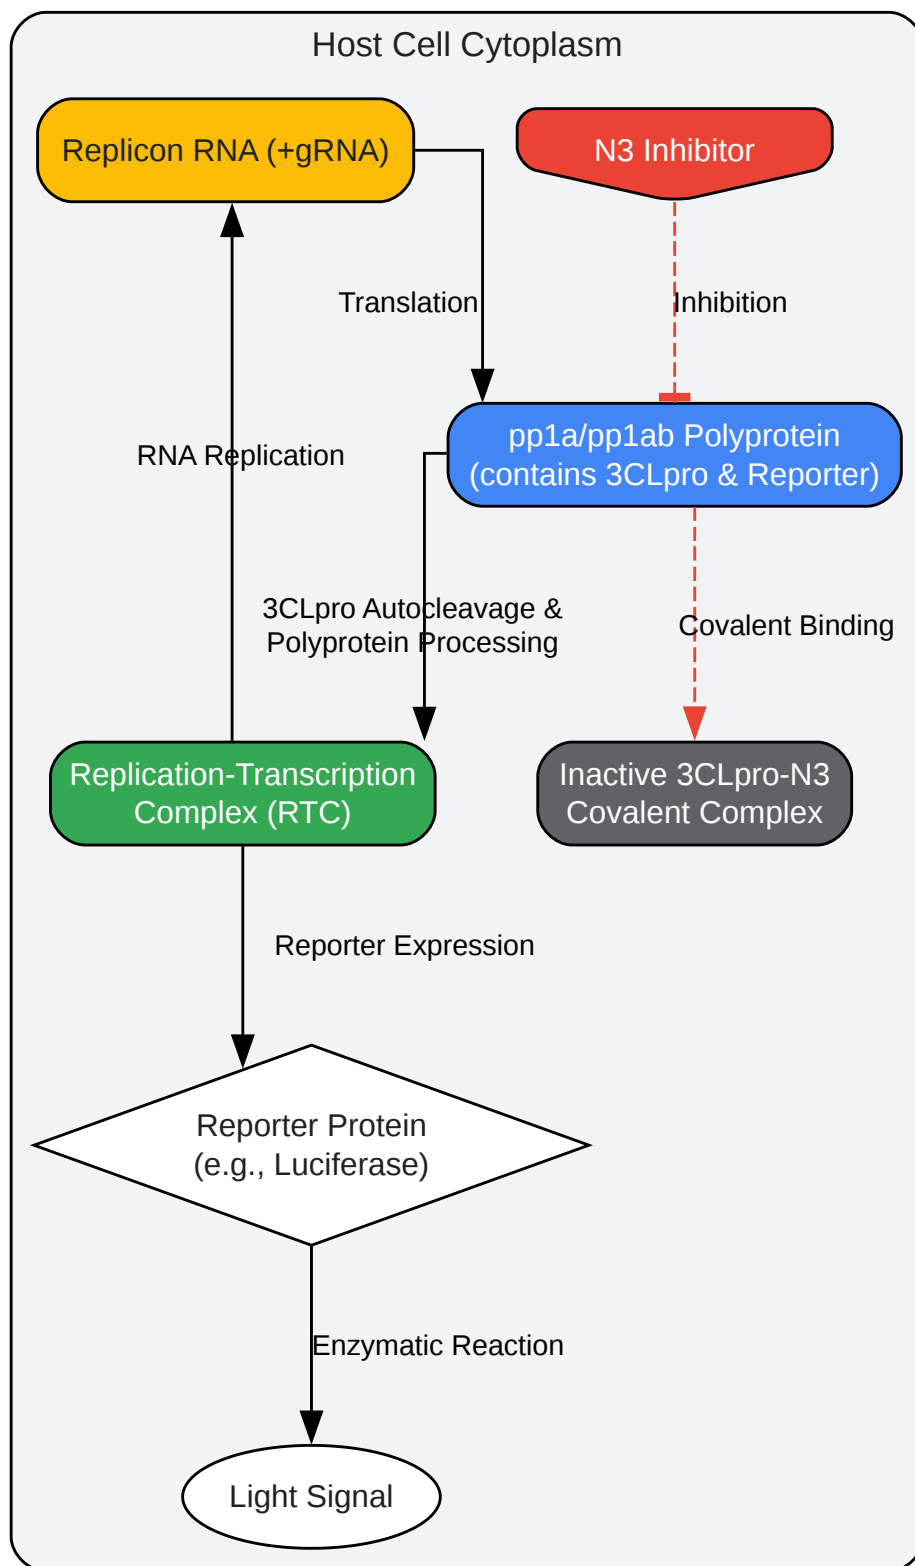 Host Cell Cytoplasm
Replicon RNA (+gRNA)
N3 Inhibitor
Translation
Inhibition
pp1a/pp1ab Polyprotein
(contains 3CLpro & Reporter)
RNA Replication
3CLpro Autocleavage &
Polyprotein Processing
Covalent Binding
Replication-Transcription
Complex (RTC)
Inactive 3CLpro-N3
Covalent Complex
Reporter Expression
Reporter Protein
(e.g., Luciferase)
Enzymatic Reaction
Light Signal